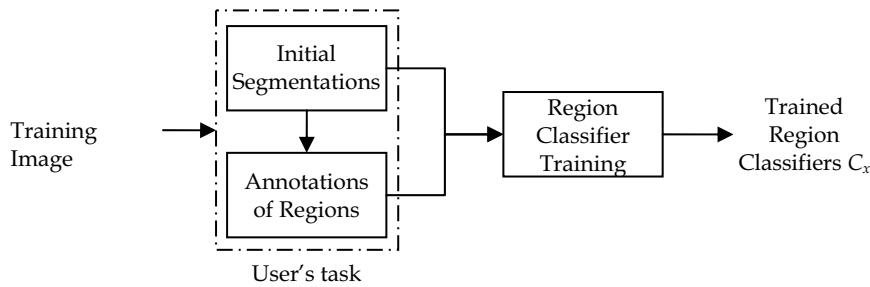 Initial
Segmentations
Training
Image
Annotations
of Regions
User's task
Region
Classifier
Training
Trained
Region
Classifiers Cₓ